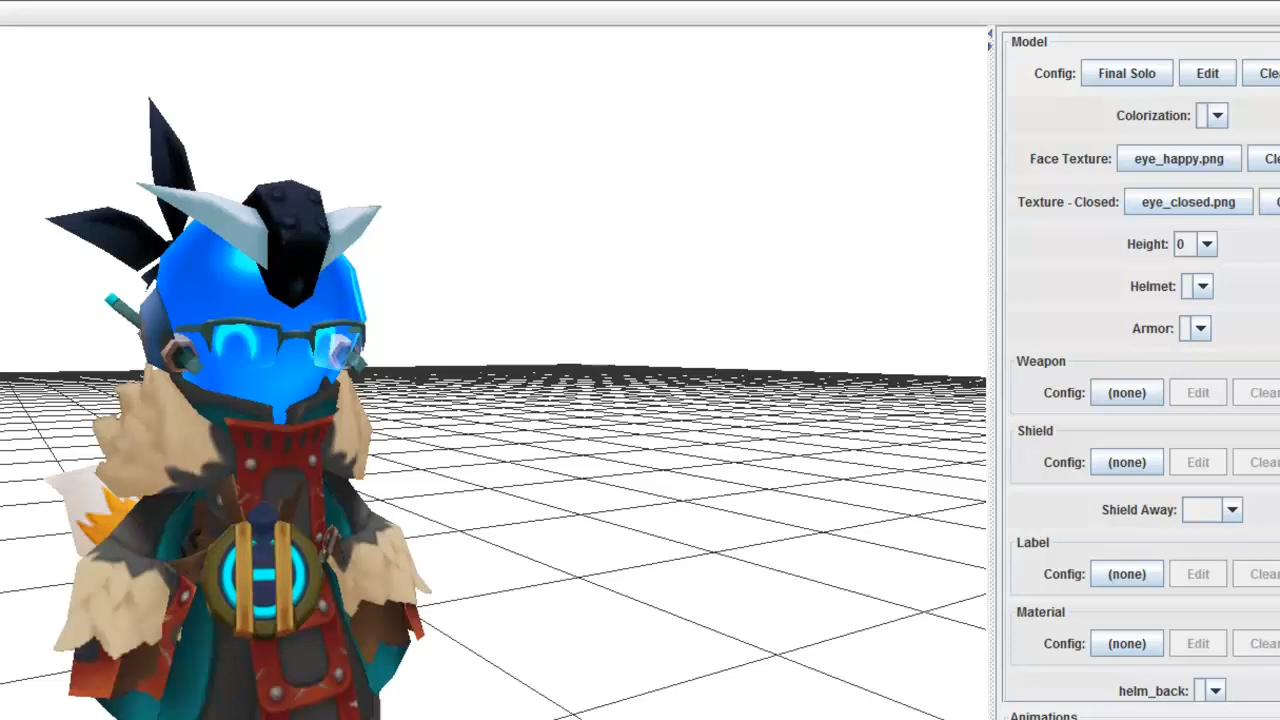 Model
Config: Final Solo Edit
Colorization:
Face Texture: eye_happy.png
Texture - Closed: eye_closed.png
Height: 0
Helmet:
Armor:
Weapon
Config: (none) Edit Clear
Shield
Config: (none) Edit Clear
Shield Away:
Label
Config: (none) Edit Clear
Material
Config: (none) Edit Clear
helm_back:
Animations